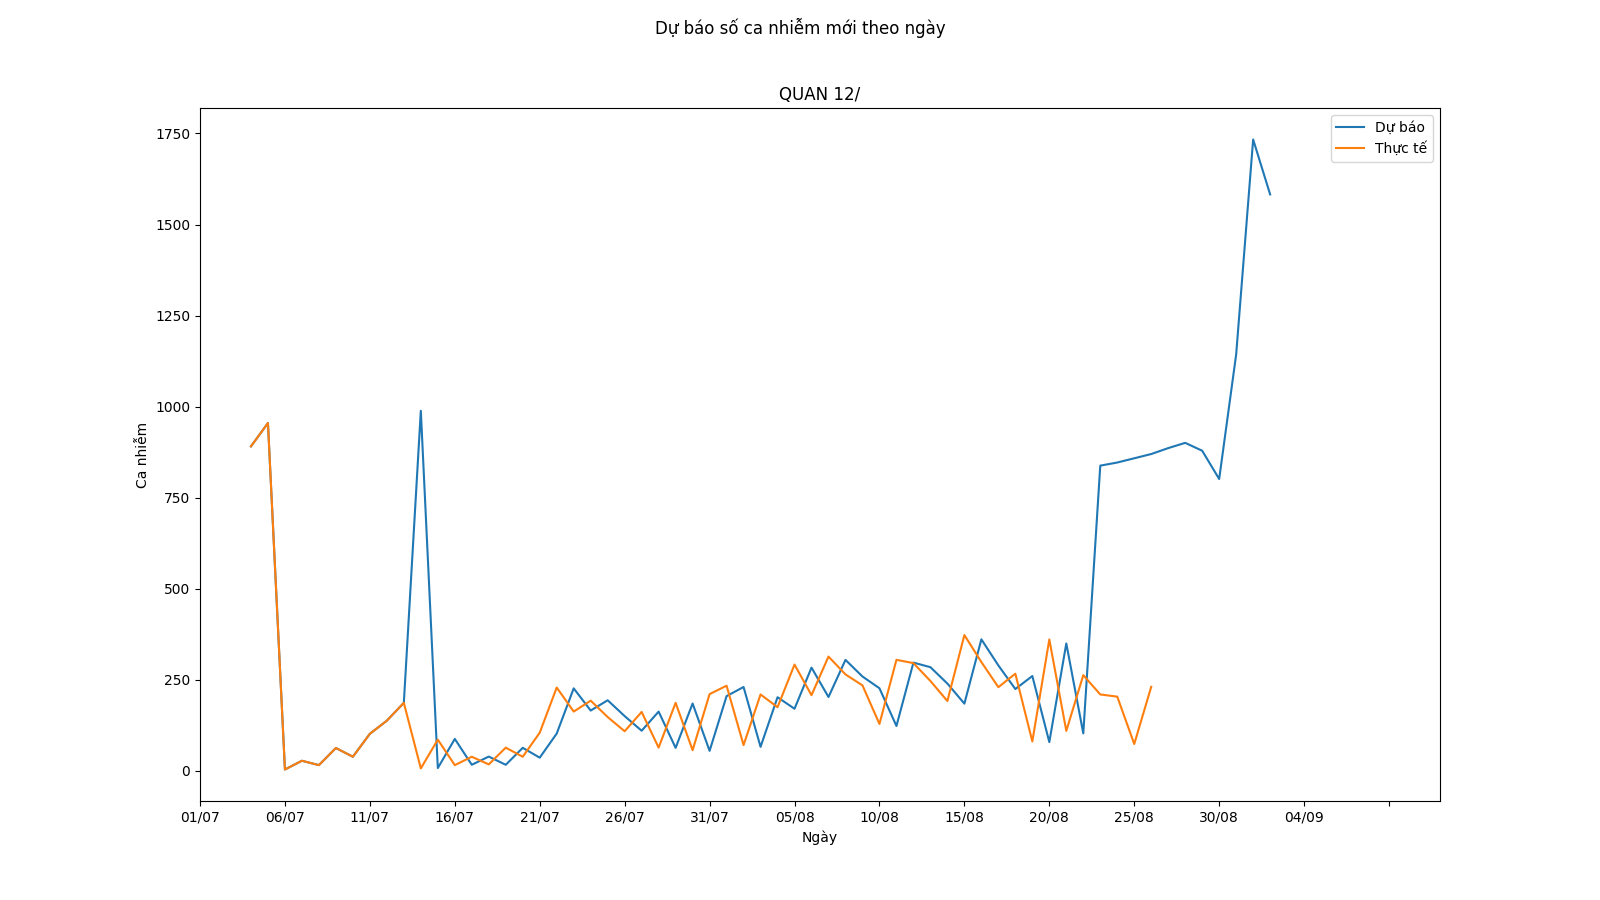 Dự báo số ca nhiễm mới theo ngày
QUAN 12/
Dự báo
Thực tế
Ca nhiễm
1750
1500
1250
1000
750
500
250
0
01/07 06/07 11/07 16/07 21/07 26/07 31/07 05/08 10/08 15/08 20/08 25/08 30/08 04/09
Ngày